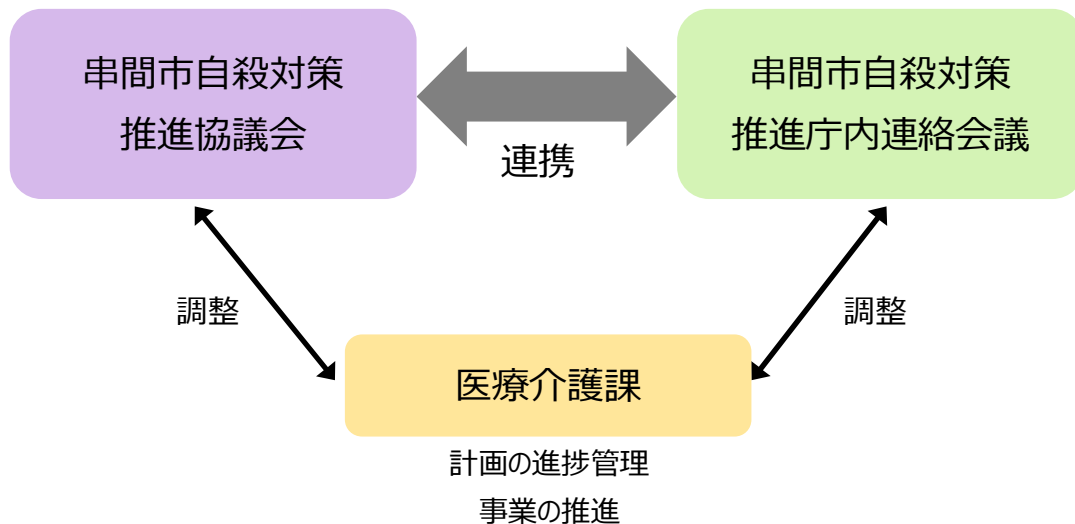 串間市自殺対策
推進協議会
連携
串間市自殺対策
推進庁内連絡会議
調整
調整
医療介護課
計画の進捗管理
事業の推進